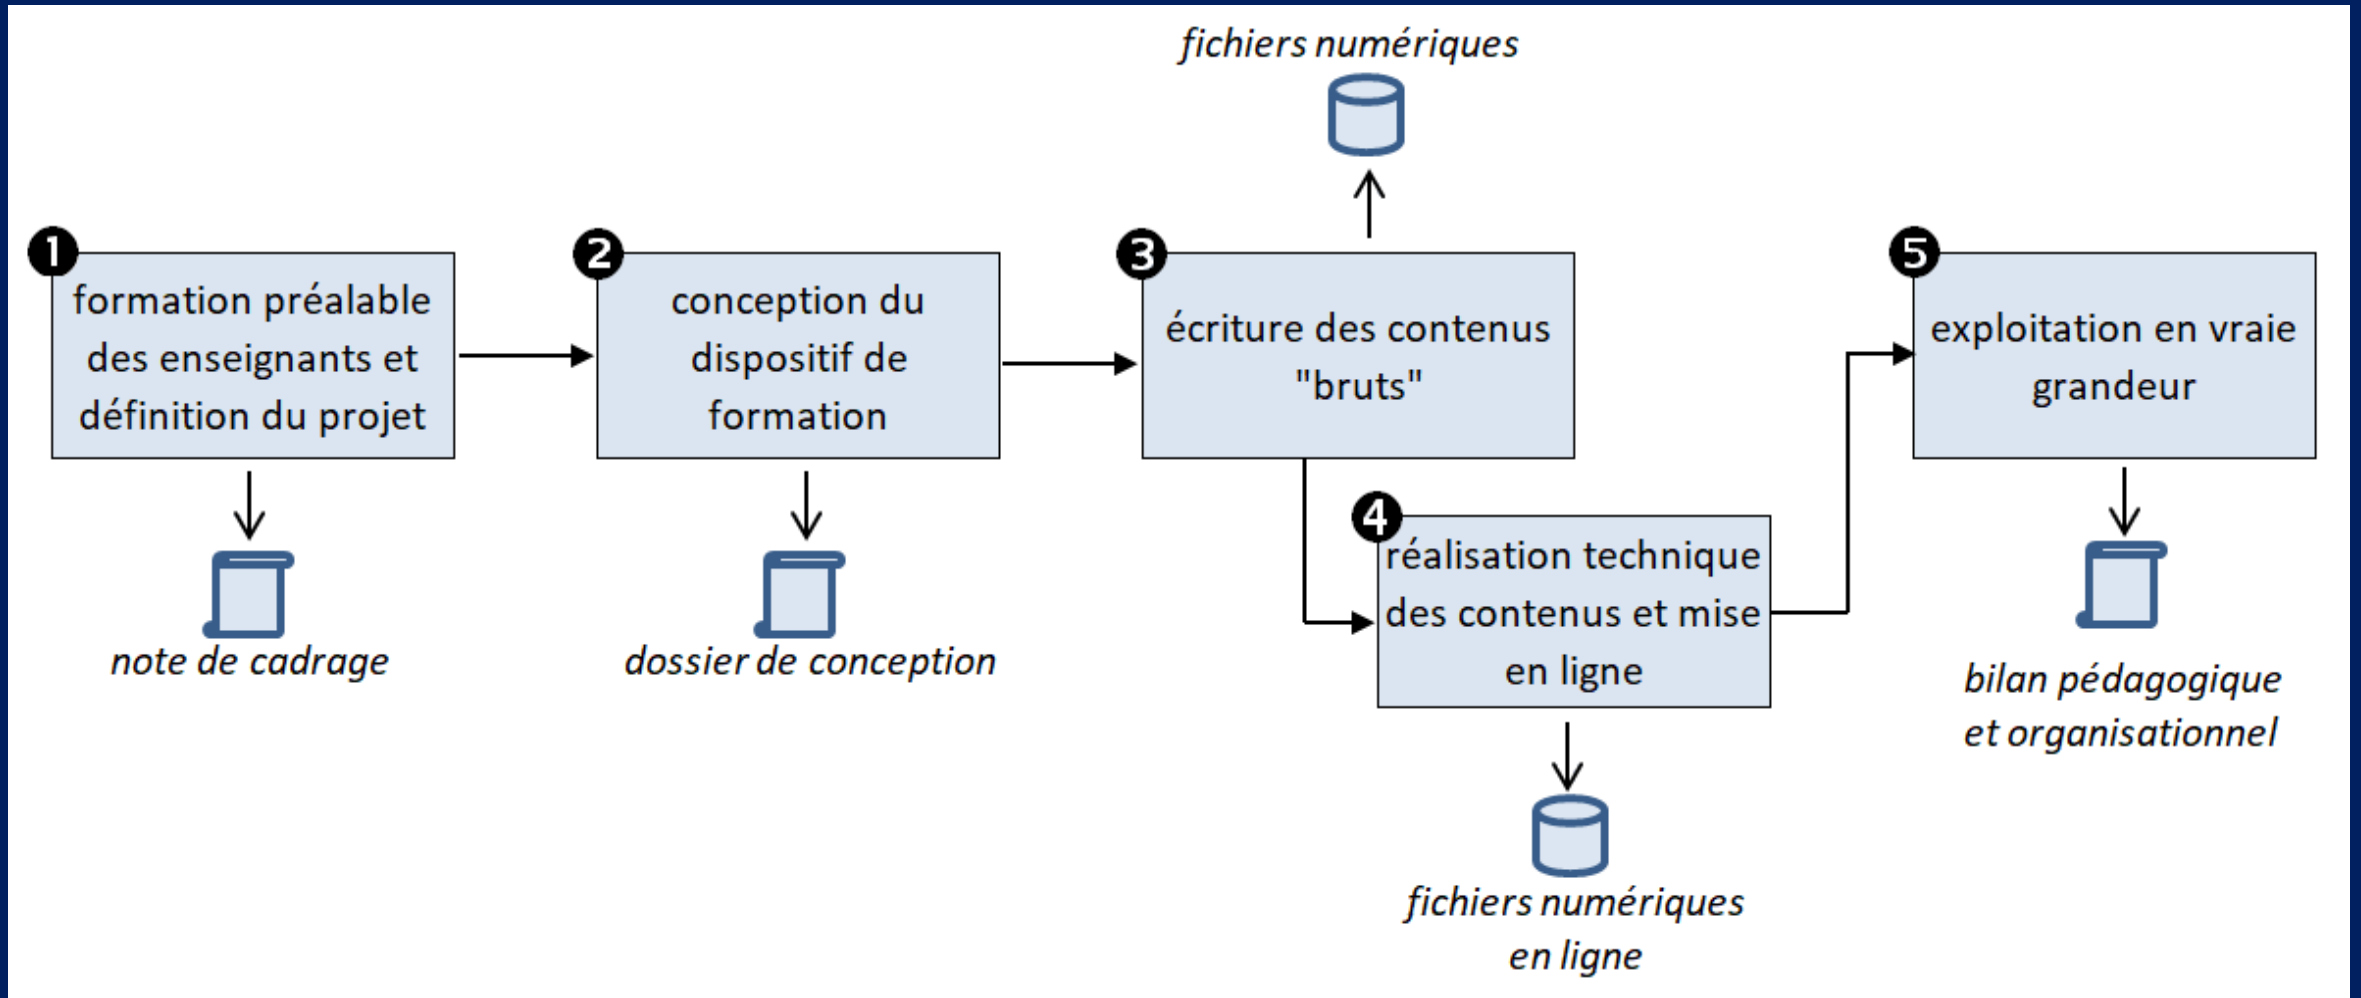 fichiers numériques
1
formation préalable
des enseignants et
définition du projet
note de cadrage
2
conception du
dispositif de
formation
dossier de conception
3
écriture des contenus
"bruts"
4
réalisation technique
des contenus et mise
en ligne
fichiers numériques
en ligne
5
exploitation en vraie
grandeur
bilan pédagogique
et organisationnel